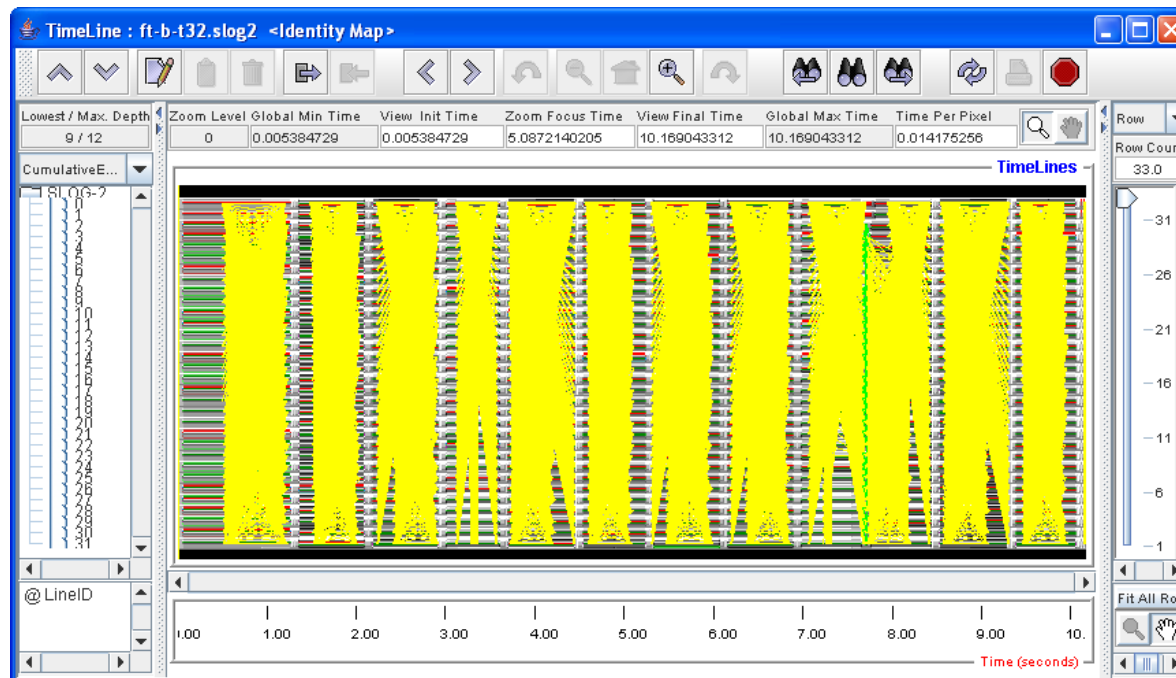 TimeLine : ft-b-t32.slog2 <Identity Map>
Lowest / Max. Depth
9 / 12
Zoom Level Global Min Time View Init Time Zoom Focus Time View Final Time Global Max Time Time Per Pixel
0 0.005384729 0.005384729 5.0872140205 10.169043312 10.169043312 0.014175256
Row
Row Coun
33.0
CumulativeE...
TimeLines
SLOG-2
0
1
2
3
4
5
6
7
8
9
10
11
12
13
14
15
16
17
18
19
20
21
22
23
24
25
26
27
28
29
30
31
31
26
21
16
11
6
1
@ LineID
Fit All Ro
1.00 1.00 2.00 3.00 4.00 5.00 6.00 7.00 8.00 9.00 10.
Time (seconds)